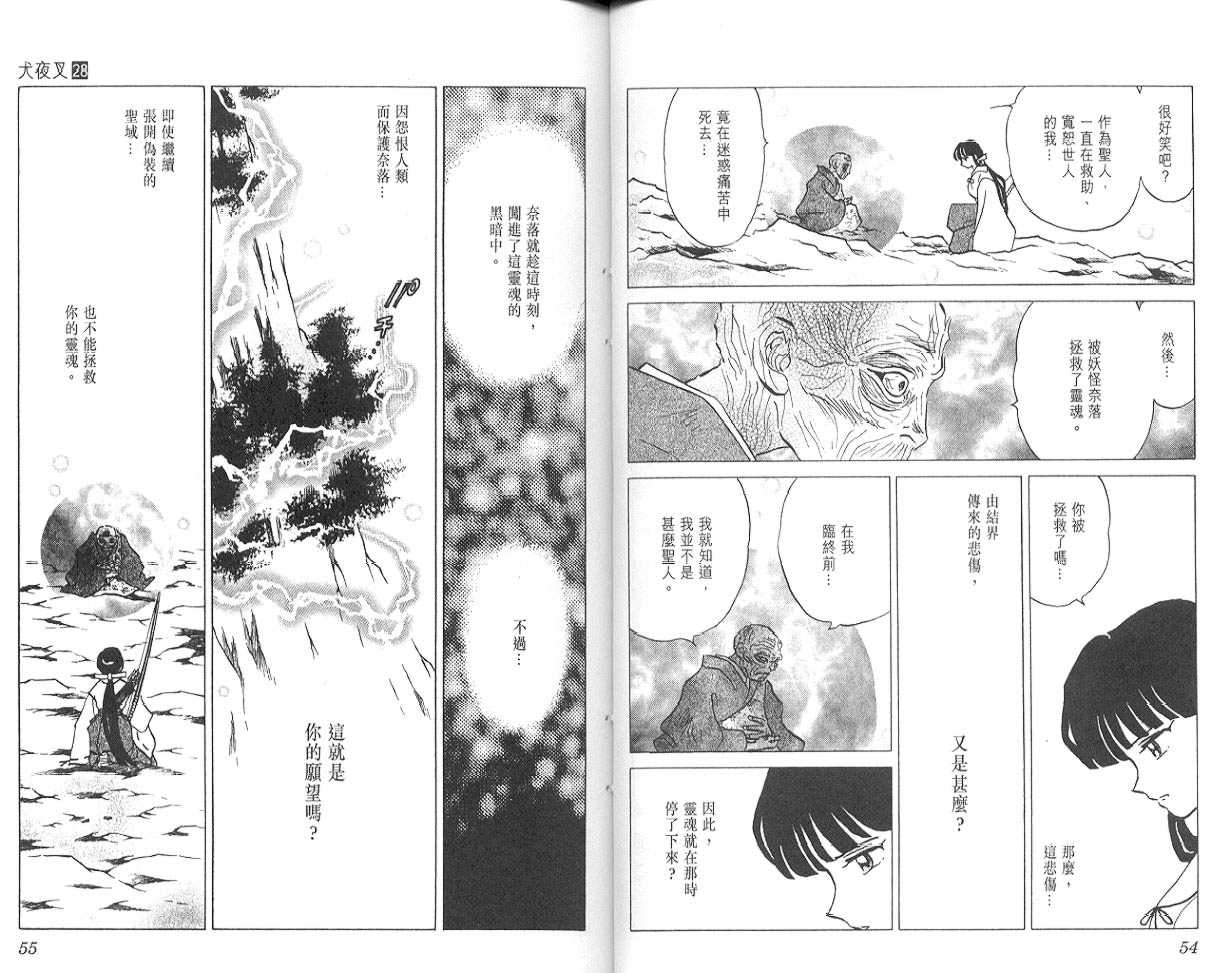 很好笑吧？
作為聖人，
一直在救助、
寬恕世人
的我…
竟在迷惑痛苦中
死去…
然後…
被妖怪奈落
拯救了靈魂。
你被
拯救了嗎…
那麼，
這悲傷…
由結界
傳來的悲傷，
又是甚麼？
在我
臨終前…
我就知道，
我並不是
甚麼聖人。
因此，
靈魂就在那時
停了下來？
54
犬夜叉28
奈落就趁這時刻，
闖進了這靈魂的
黑暗中。
不過…
因怨恨人類
而保護奈落…
這就是
你的願望嗎？
即使繼續
張開偽裝的
聖域…
也不能拯救
你的靈魂。
55